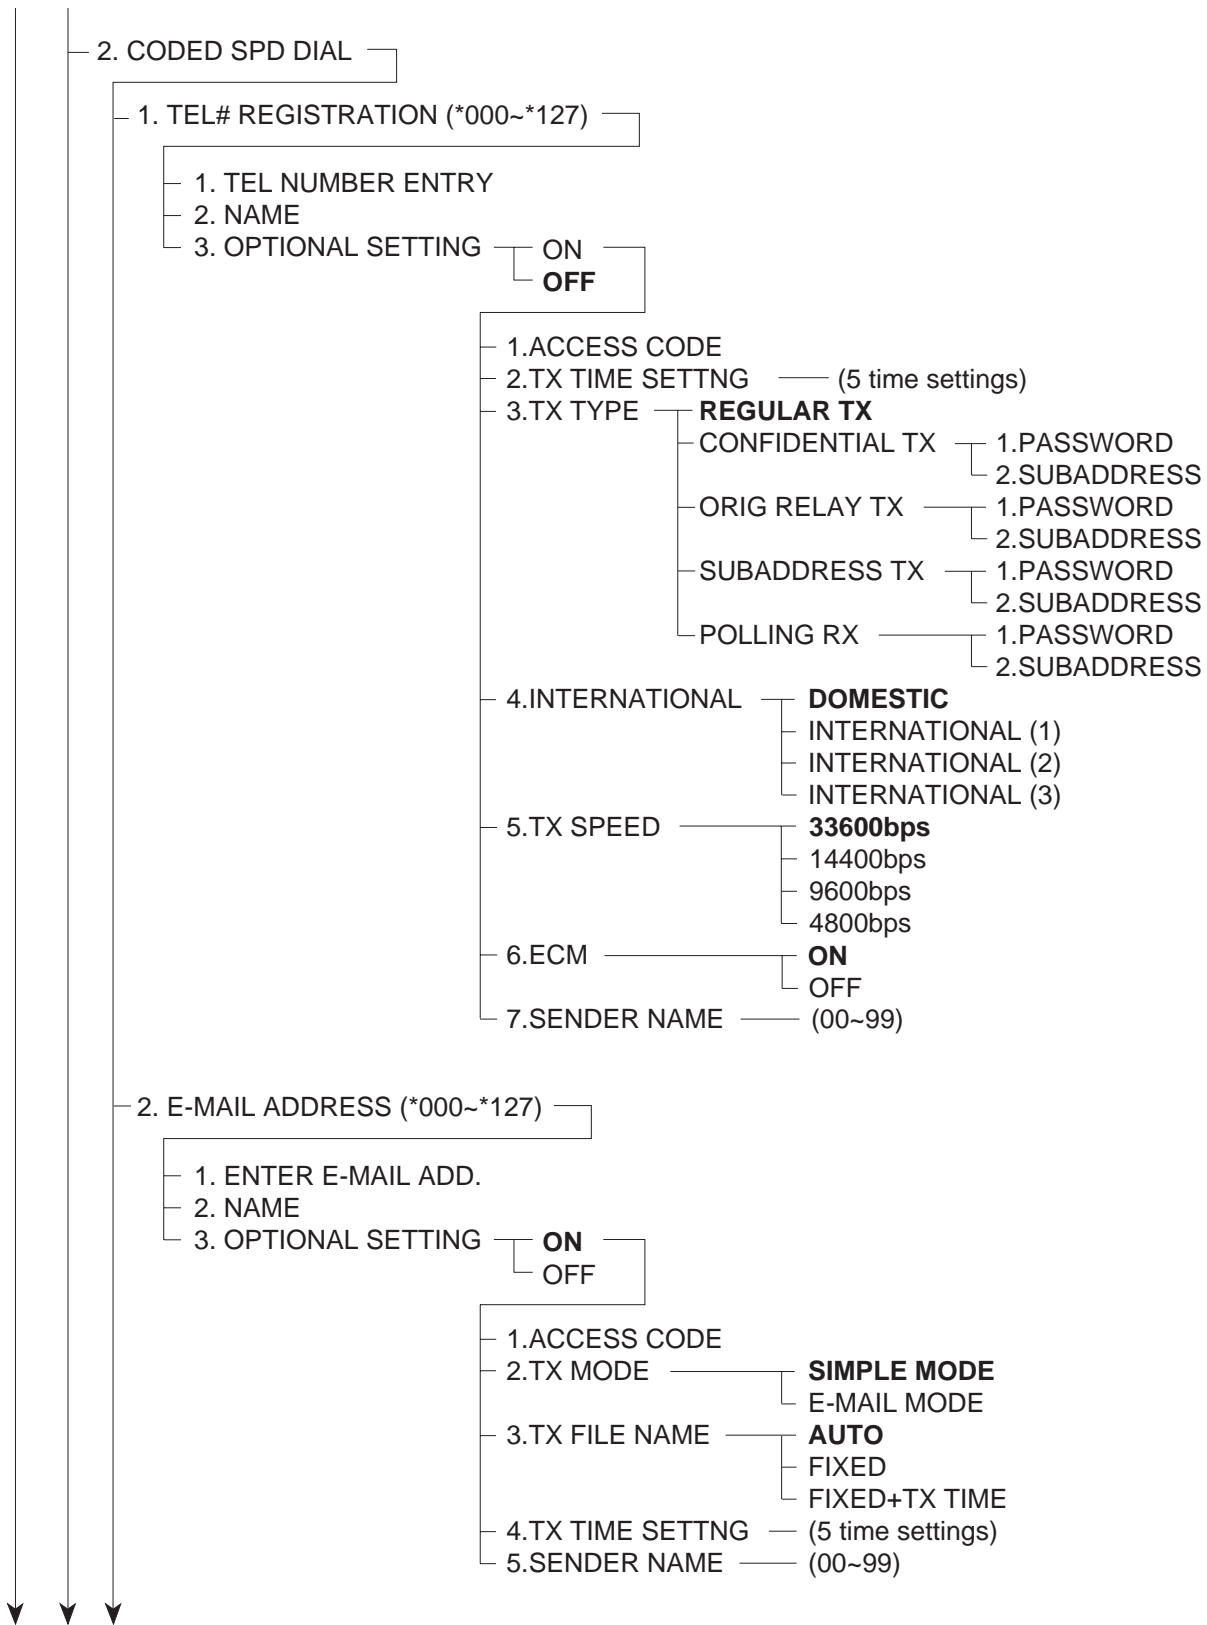 2. CODED SPD DIAL
1. TEL# REGISTRATION (*000~*127)
1. TEL NUMBER ENTRY
2. NAME
3. OPTIONAL SETTING ON
OFF
1.ACCESS CODE
2.TX TIME SETTNG (5 time settings)
3.TX TYPE REGULAR TX
CONFIDENTIAL TX 1.PASSWORD
2.SUBADDRESS
ORIG RELAY TX 1.PASSWORD
2.SUBADDRESS
SUBADDRESS TX 1.PASSWORD
2.SUBADDRESS
POLLING RX 1.PASSWORD
2.SUBADDRESS
4.INTERNATIONAL DOMESTIC
INTERNATIONAL (1)
INTERNATIONAL (2)
INTERNATIONAL (3)
5.TX SPEED 33600bps
14400bps
9600bps
4800bps
6.ECM ON
OFF
7.SENDER NAME (00~99)
2. E-MAIL ADDRESS (*000~*127)
1. ENTER E-MAIL ADD.
2. NAME
3. OPTIONAL SETTING ON
OFF
1.ACCESS CODE
2.TX MODE SIMPLE MODE
E-MAIL MODE
3.TX FILE NAME AUTO
FIXED
FIXED+TX TIME
4.TX TIME SETTNG (5 time settings)
5.SENDER NAME (00~99)